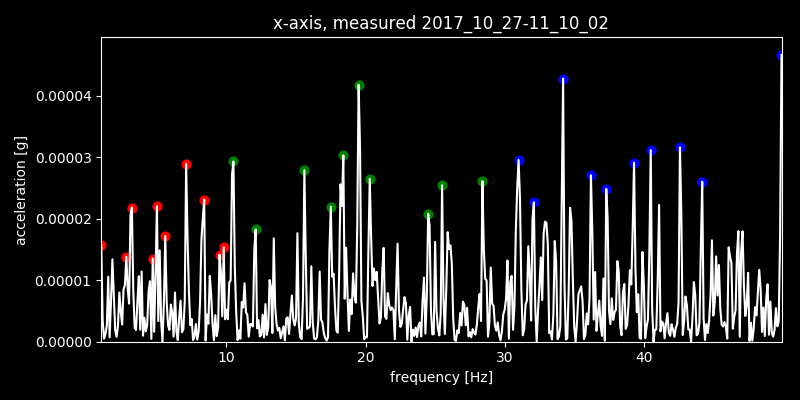 x-axis, measured 2017_10_27-11_10_02
0.00004
0.00003
0.00002
0.00001
0.00000
acceleration [g]
10 20 30 40
frequency [Hz]